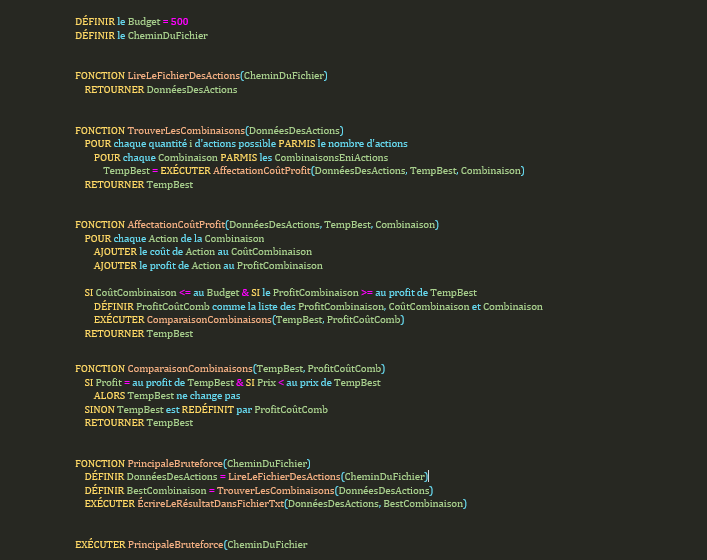 DÉFINIR le Budget = 500
DÉFINIR le CheminDuFichier
FONCTION LireLeFichierDesActions(CheminDuFichier)
RETOURNER DonnéesDesActions
FONCTION TrouverLesCombinaisons(DonnéesDesActions)
POUR chaque quantité i d'actions possible PARMIS le nombre d'actions
POUR chaque Combinaison PARMIS les CombinaisonsEniActions
TempBest = EXÉCUTER AffectationCoûtProfit(DonnéesDesActions, TempBest, Combinaison)
RETOURNER TempBest
FONCTION AffectationCoûtProfit(DonnéesDesActions, TempBest, Combinaison)
POUR chaque Action de la Combinaison
AJOUTER le coût de Action au CoûtCombinaison
AJOUTER le profit de Action au ProfitCombinaison
SI CoûtCombinaison <= au Budget & SI le ProfitCombinaison >= au profit de TempBest
DÉFINIR ProfitCoûtComb comme la liste des ProfitCombinaison, CoûtCombinaison et Combinaison
EXÉCUTER ComparaisonCombinaisons(TempBest, ProfitCoûtComb)
RETOURNER TempBest
FONCTION ComparaisonCombinaisons(TempBest, ProfitCoûtComb)
SI Profit = au profit de TempBest & SI Prix < au prix de TempBest
ALORS TempBest ne change pas
SINON TempBest est REDÉFINIT par ProfitCoûtComb
RETOURNER TempBest
FONCTION PrincipaleBruteforce(CheminDuFichier)
DÉFINIR DonnéesDesActions = LireLeFichierDesActions(CheminDuFichier)
DÉFINIR BestCombinaison = TrouverLesCombinaisons(DonnéesDesActions)
EXÉCUTER ÉcrireLeRésultatDansFichierTxt(DonnéesDesActions, BestCombinaison)
EXÉCUTER PrincipaleBruteforce(CheminDuFichier